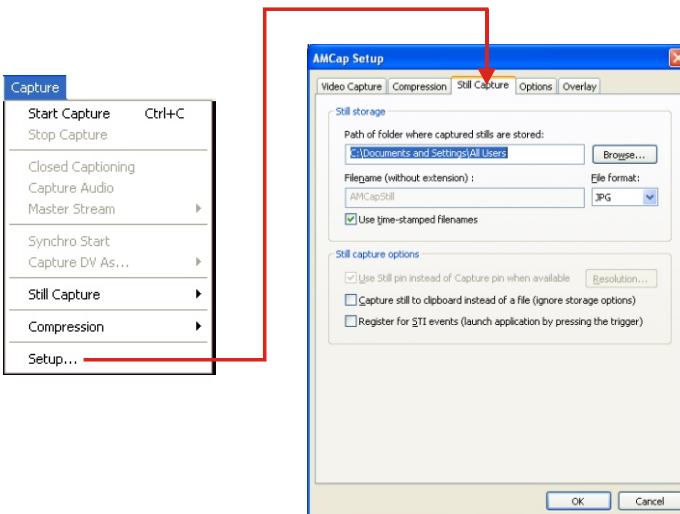 Capture
Start Capture Ctrl+C
Stop Capture
Closed Captioning
Capture Audio
Master Stream
Synchro Start
Capture DV As...
Still Capture
Compression
Setup...
AMCap Setup
Video Capture Compression Still Capture Options Overlay
Still storage
Path of folder where captured stills are stored:
C:\Documents and Settings\All Users Browse...
Filename (without extension) : File format:
AMCapStill JPG
Use time-stamped filenames
Still capture options
Use Still pin instead of Capture pin when available Resolution...
Capture still to clipboard instead of a file (ignore storage options)
Register for STI events (launch application by pressing the trigger)
OK Cancel